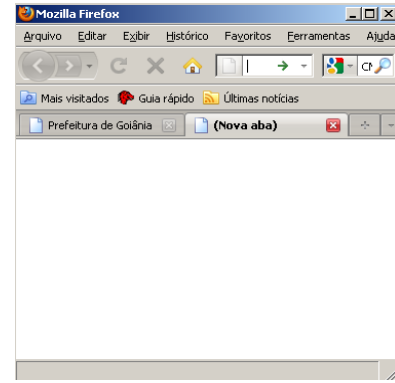 Mozilla Firefox
Arquivo Editar Exibir Histórico Favoritos Ferramentas Ajuda
Mais visitados Guia rápido Últimas notícias
Prefeitura de Goiânia (Nova aba)